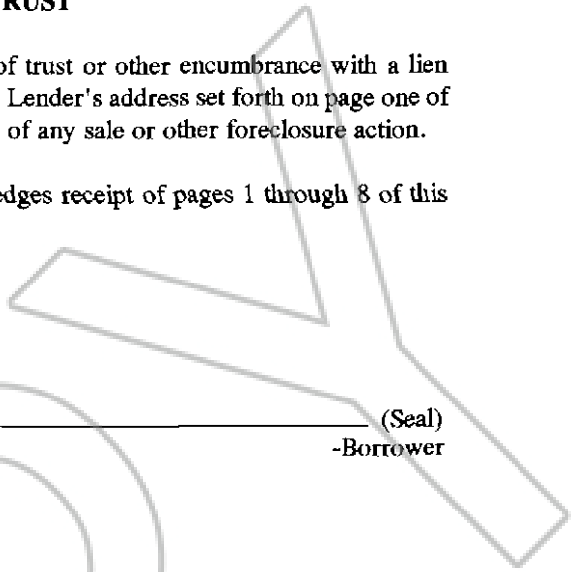 RUST
of trust or other encumbrance with a lien
Lender's address set forth on page one of
of any sale or other foreclosure action.
edges receipt of pages 1 through 8 of this
(Seal)
-Borrower